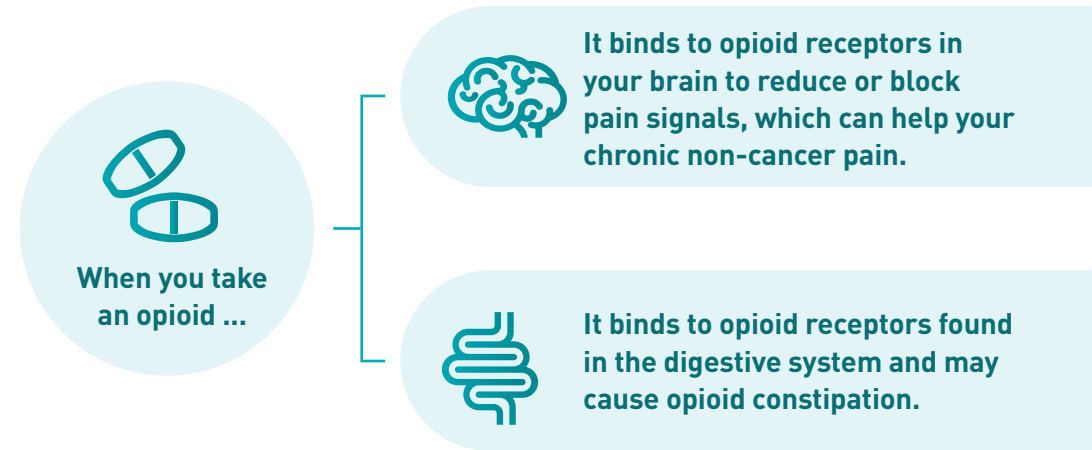 When you take
an opioid ...
It binds to opioid receptors in
your brain to reduce or block
pain signals, which can help your
chronic non-cancer pain.
It binds to opioid receptors found
in the digestive system and may
cause opioid constipation.